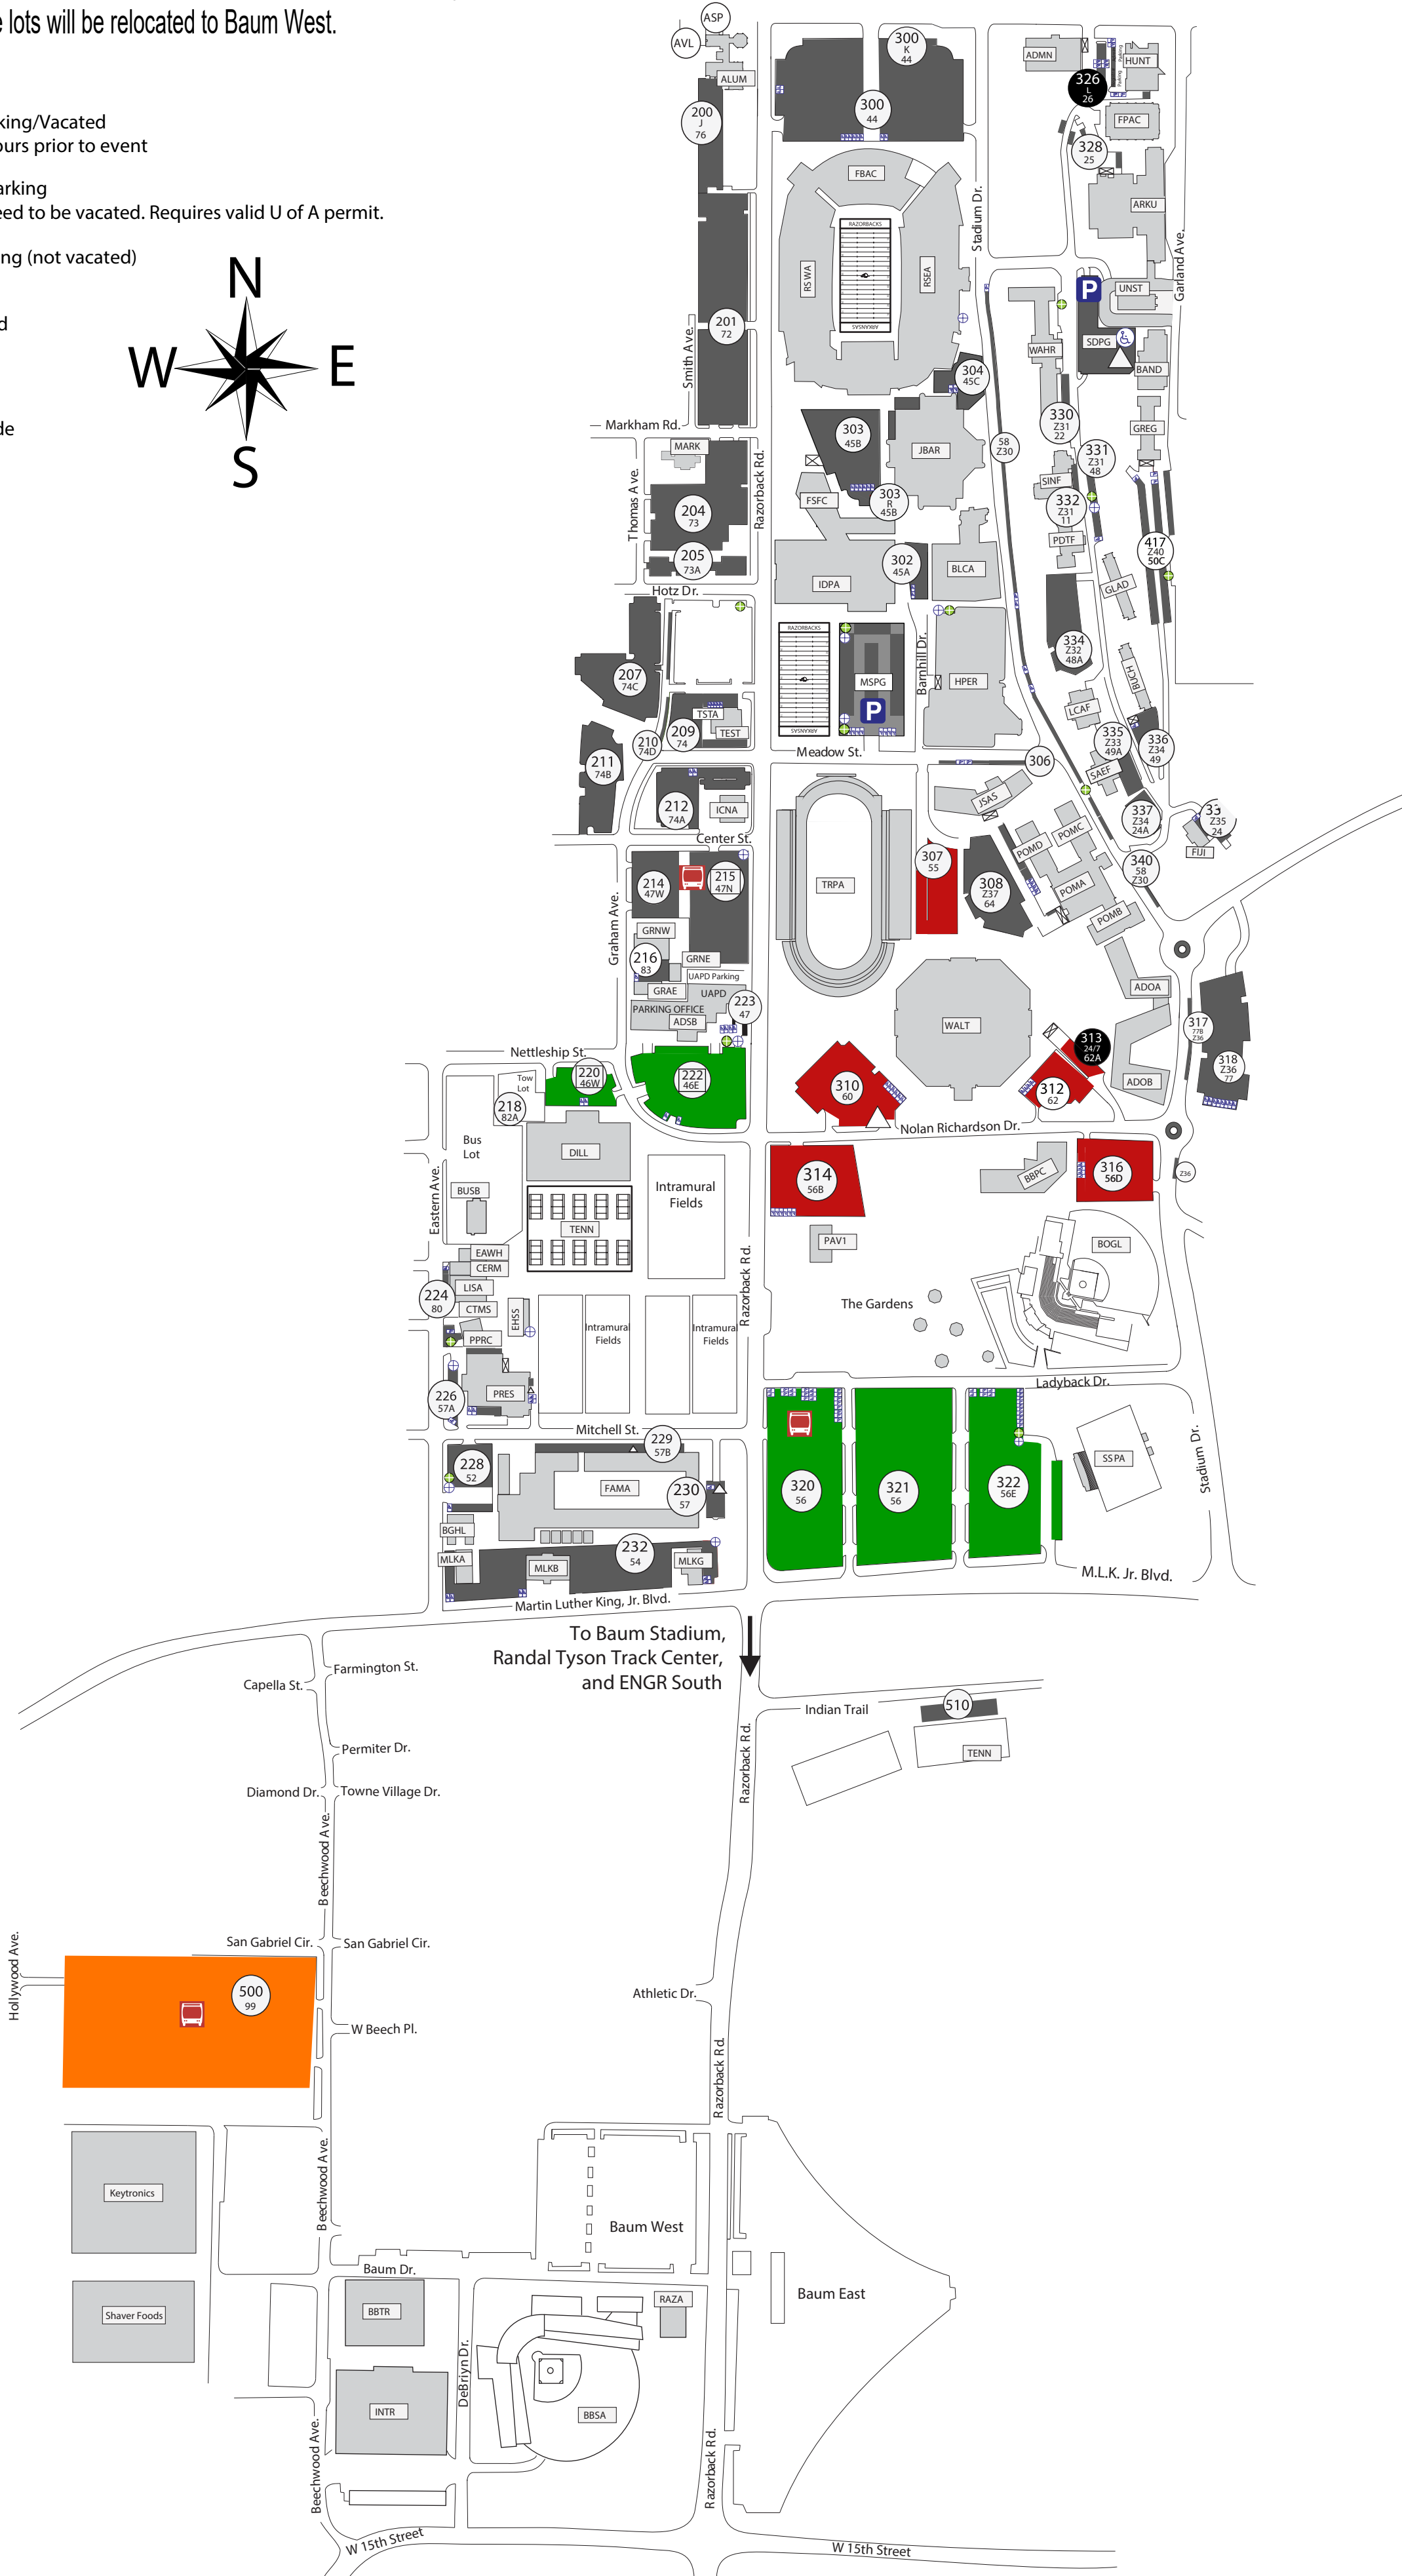 e lots will be relocated to Baum West.
king/Vacated
ours prior to event
arking
eed to be vacated. Requires valid U of A permit.
ng (not vacated)
d
de
N
W
E
S
ASP
AVL
ALUM
200
J
76
300
K
44
300
44
ADMN
HUNT
Parking
Parking
326
L
26
FPAC
328
25
ARKU
FBAC
RAZORBACKS
ARKANSAS
RSWA
RSEA
Stadium Dr.
Garland Ave.
UNST
P
SDPG
BAND
WAHR
201
72
Smith Ave.
304
45C
330
Z31
22
GREG
Markham Rd.
MARK
303
45B
JBAR
58
Z30
331
Z31
48
SINF
332
Z31
11
Thomas Ave.
Razorback Rd.
204
73
FSFC
303
R
45B
PDTF
417
Z40
50C
205
73A
302
45A
BLCA
IDPA
GLAD
Hotz Dr.
RAZORBACKS
ARKANSAS
334
Z32
48A
Barnhill Dr.
207
74C
MSPG
P
HPER
BUCH
LCAF
TSTA
TEST
209
74
210
74D
Meadow St.
335
Z33
49A
336
Z34
49
211
74B
306
SAEF
212
74A
ICNA
JSAS
337
Z34
24A
33
Z35
24
Center St.
FIJI
POMC
POMD
307
55
340
58
Z30
214
47W
215
47N
TRPA
308
Z37
64
POMA
POMB
Graham Ave.
GRNW
216
83
GRNE
UAPD Parking
GRAE
UAPD
PARKING OFFICE
ADSB
223
47
ADOA
WALT
317
77B
Z36
313
24/7
62A
318
Z36
77
Nettleship St.
Tow
Lot
220
46W
222
46E
310
60
312
62
ADOB
218
82A
Nolan Richardson Dr.
Bus
Lot
DILL
BBPC
316
56D
Z36
Eastern Ave.
BUSB
Intramural
Fields
314
56B
TENN
PAV1
BOGL
EAWH
CERM
LISA
224
80
CTMS
EHSS
PPRC
Razorback Rd.
The Gardens
Intramural
Fields
Intramural
Fields
226
57A
PRES
Ladyback Dr.
Mitchell St.
229
57B
Stadium Dr.
228
52
FAMA
230
57
320
56
321
56
322
56E
SSPA
BGHL
MLKA
232
54
MLKB
MLKG
M.L.K. Jr. Blvd.
Martin Luther King, Jr. Blvd.
To Baum Stadium,
Randal Tyson Track Center,
and ENGR South
Farmington St.
Capella St.
Indian Trail
510
TENN
Permiter Dr.
Razorback Rd.
Diamond Dr.
Towne Village Dr.
Beechwood Ave.
Hollywood Ave.
San Gabriel Cir.
San Gabriel Cir.
500
99
Athletic Dr.
W Beech Pl.
Razorback Rd.
Keytronics
Beechwood Ave.
Baum West
Baum Dr.
Baum East
RAZA
BBTR
Shaver Foods
DeBriyn Dr.
INTR
BBSA
Beechwood Ave.
Razorback Rd.
W 15th Street
W 15th Street